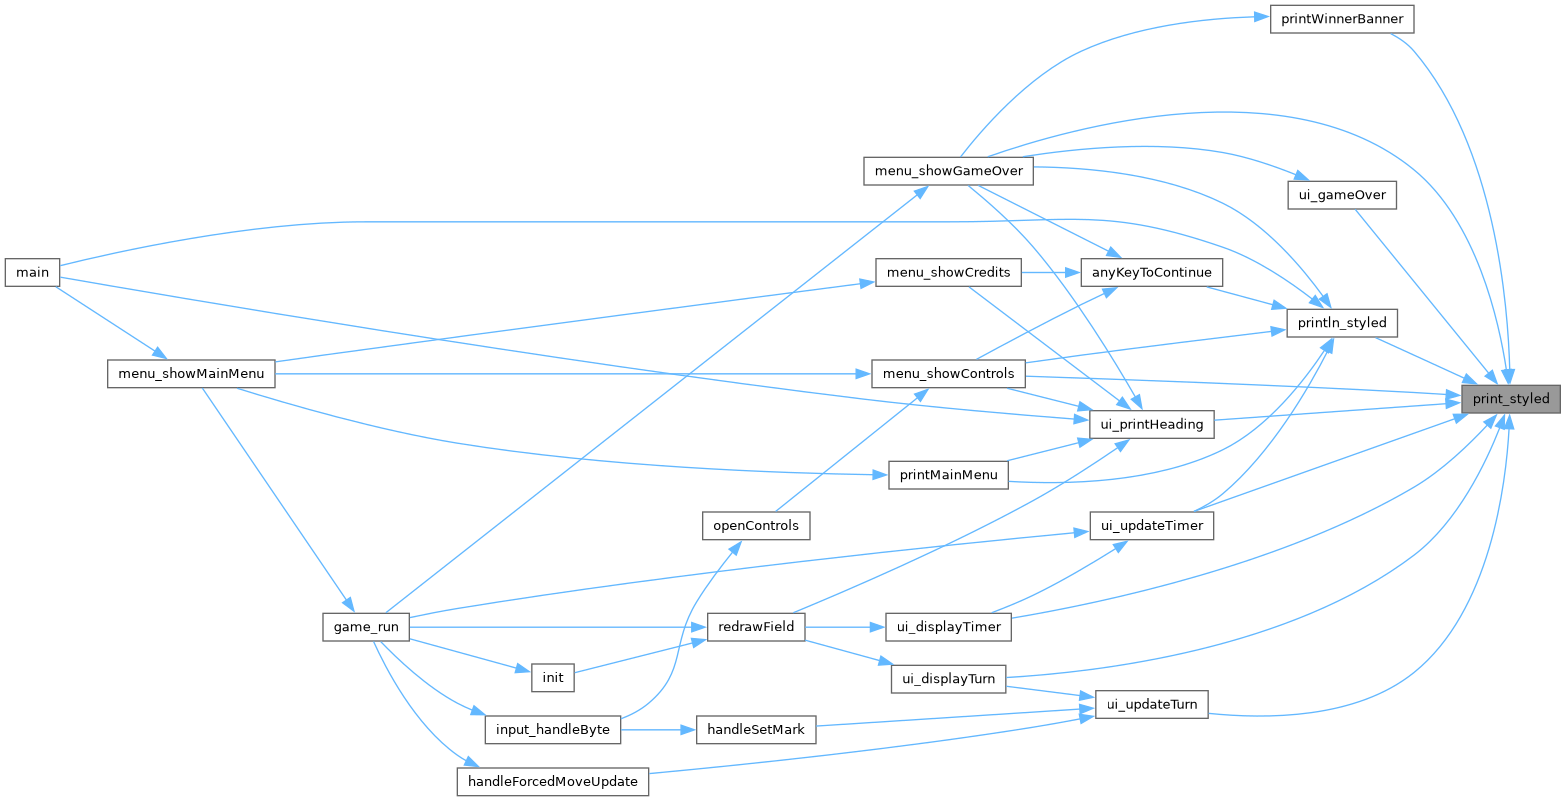 printWinnerBanner
menu_showGameOver
ui_gameOver
main
menu_showCredits
anyKeyToContinue
println_styled
menu_showMainMenu
menu_showControls
print_styled
ui_printHeading
printMainMenu
openControls
ui_updateTimer
game_run
redrawField
ui_displayTimer
init
ui_displayTurn
ui_updateTurn
input_handleByte
handleSetMark
handleForcedMoveUpdate